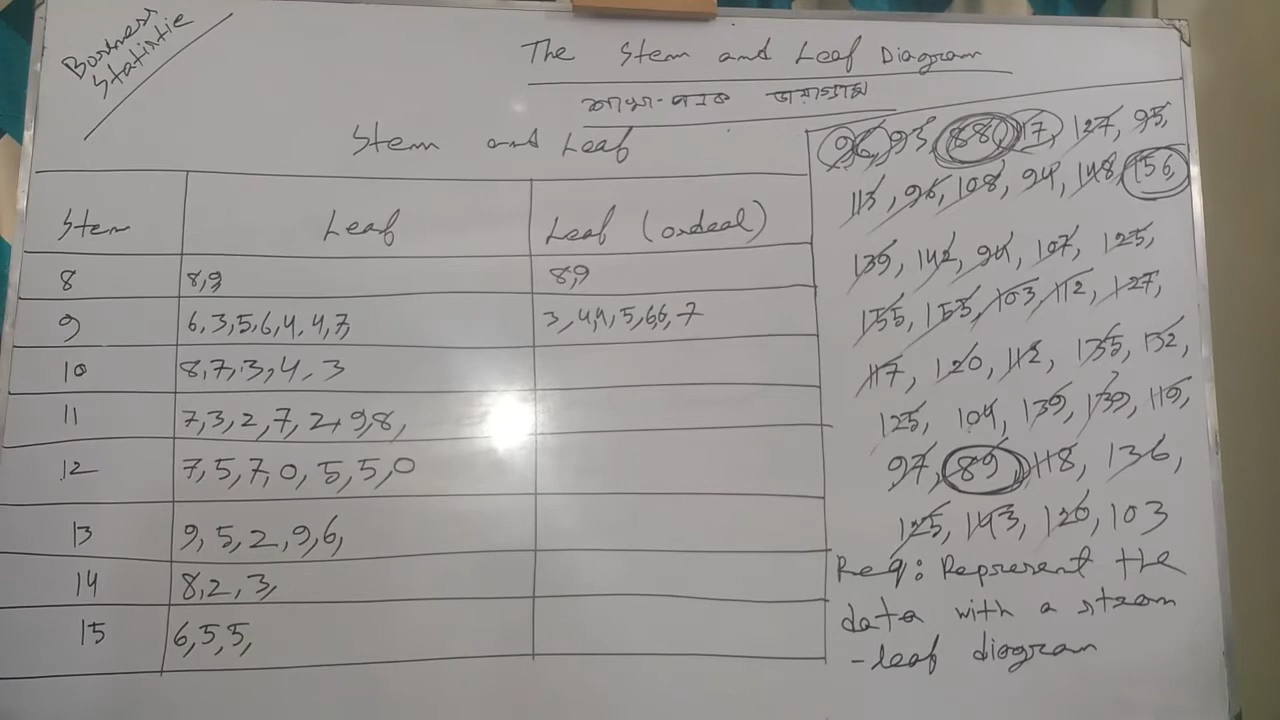 Statistic
The Stem and Leaf Diagram
শাখা-পত্রক ডায়াগ্রাম
Stem and Leaf
Stem Leaf Leaf (ordeal)
8 8,9 8,9
9 6,3,5,6,4,4,7, 3,4,4,5,6,6,7
10 8,7,3,4,3
11 7,3,2,7,2,9,8,
12 7,5,7,0,5,5,0
13 9,5,2,9,6,
14 8,2,3,
15 6,5,5,
96, 93, 88, 117, 127, 95,
113, 96, 108, 94, 148, 156,
139, 142, 94, 107, 125,
155, 155, 103, 112, 127,
117, 120, 112, 135, 132,
125, 104, 139, 139, 119,
97, 89, 118, 136,
125, 143, 120, 103
Req: Represent the
data with a
-leaf diagram